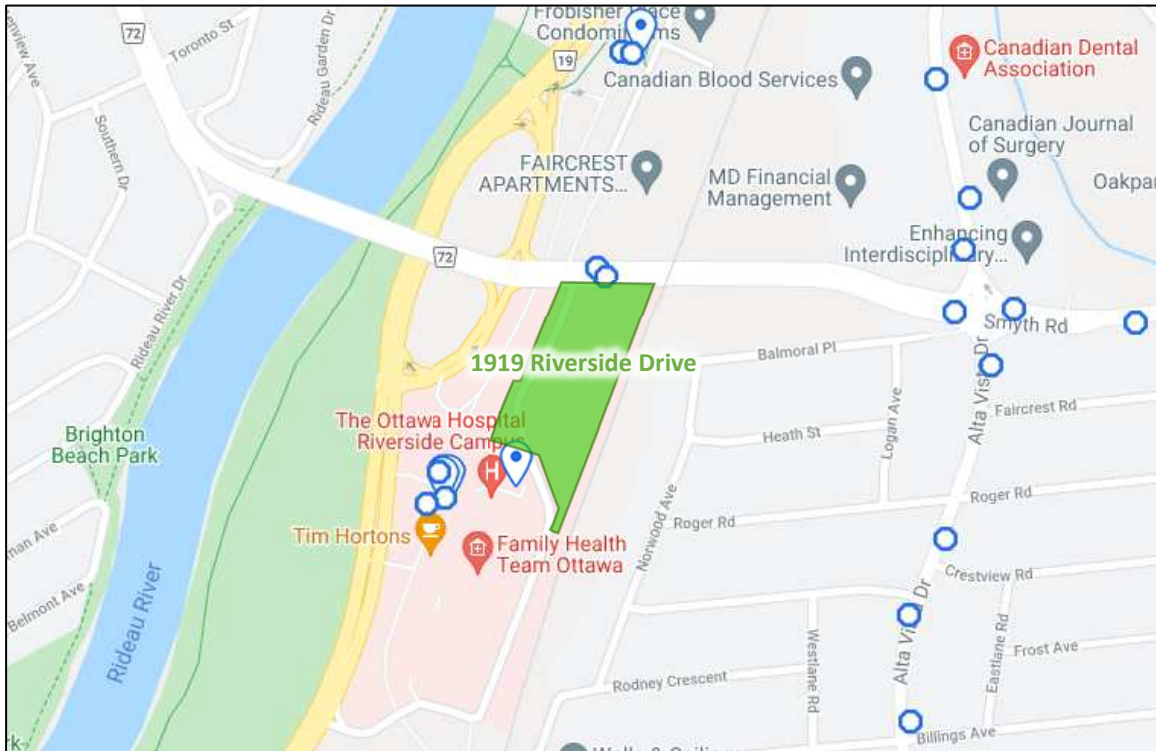 Frobisher Place
Condominiums
72
Toronto St
19
Rideau Garden Dr
Canadian Dental
Association
Canadian Blood Services
Southern Dr
Canadian Journal
of Surgery
FAIRCREST
APARTMENTS...
MD Financial
Management
Oakpar
Enhancing
Interdisciplinary...
72
Rideau River Dr
Smyth Rd
Balmoral Pl
1919 Riverside Drive
Alta Vista Dr
Faircrest Rd
Logan Ave
The Ottawa Hospital
Riverside Campus
H
Heath St
Brighton
Beach Park
Roger Rd
Roger Rd
Norwood Ave
Tim Hortons
Family Health
Team Ottawa
man Ave
Crestview Rd
Belmont Ave
Rideau River
Alta Vista Dr
Eastlane Rd
Westlane Rd
Frost Ave
Rodney Crescent
Billings Ave